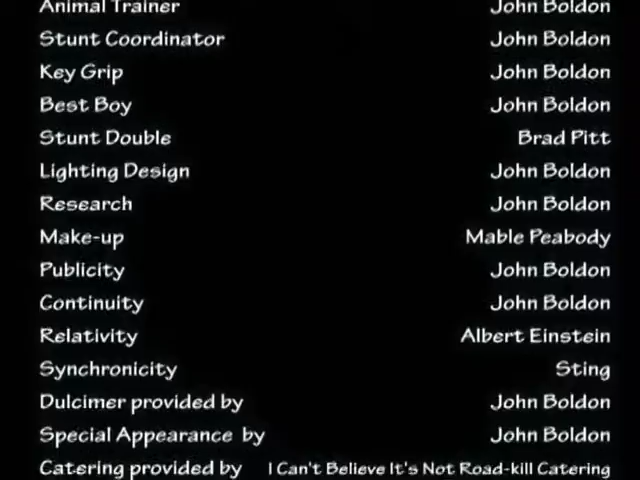 Animal Trainer John Boldon
Stunt Coordinator John Boldon
Key Grip John Boldon
Best Boy John Boldon
Stunt Double Brad Pitt
Lighting Design John Boldon
Research John Boldon
Make-up Mable Peabody
Publicity John Boldon
Continuity John Boldon
Relativity Albert Einstein
Synchronicity Sting
Dulcimer provided by John Boldon
Special Appearance by John Boldon
Catering provided by I Can't Believe It's Not Road-kill Catering